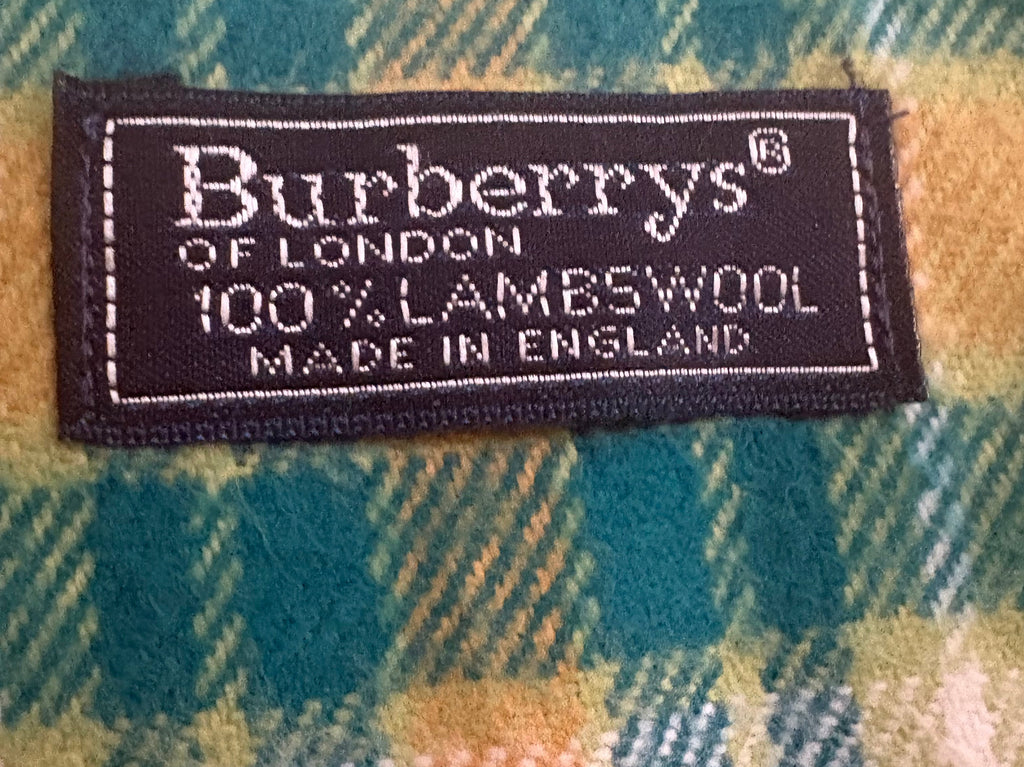 Burberrys®
OF LONDON
100% LAMBSWOOL
MADE IN ENGLAND